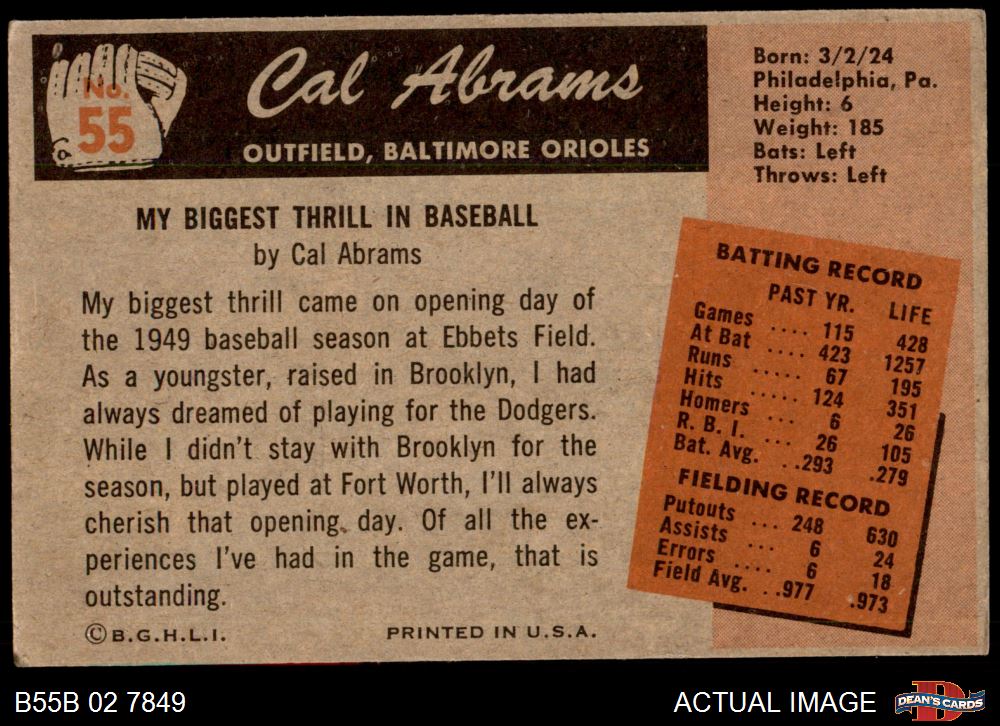 No.
55
Cal Abrams
OUTFIELD, BALTIMORE ORIOLES
Born: 3/2/24
Philadelphia, Pa.
Height: 6
Weight: 185
Bats: Left
Throws: Left
MY BIGGEST THRILL IN BASEBALL
by Cal Abrams
My biggest thrill came on opening day of
the 1949 baseball season at Ebbets Field.
As a youngster, raised in Brooklyn, I had
always dreamed of playing for the Dodgers.
While I didn't stay with Brooklyn for the
season, but played at Fort Worth, I'll always
cherish that opening day. Of all the ex-
periences I've had in the game, that is
outstanding.
©B.G.H.L.I. PRINTED IN U.S.A.
BATTING RECORD
PAST YR. LIFE
Games .... 115 428
At Bat .... 423 1257
Runs ..... 67 195
Hits ..... 124 351
Homers 6 26
R. B. I. ... 26 105
Bat. Avg. . .293 .279
FIELDING RECORD
Putouts ... 248 630
Assists ... 6 24
Errors .... 6 18
Field Avg. . .977 .973
B55B 02 7849 ACTUAL IMAGE
D
DEAN'S CARDS